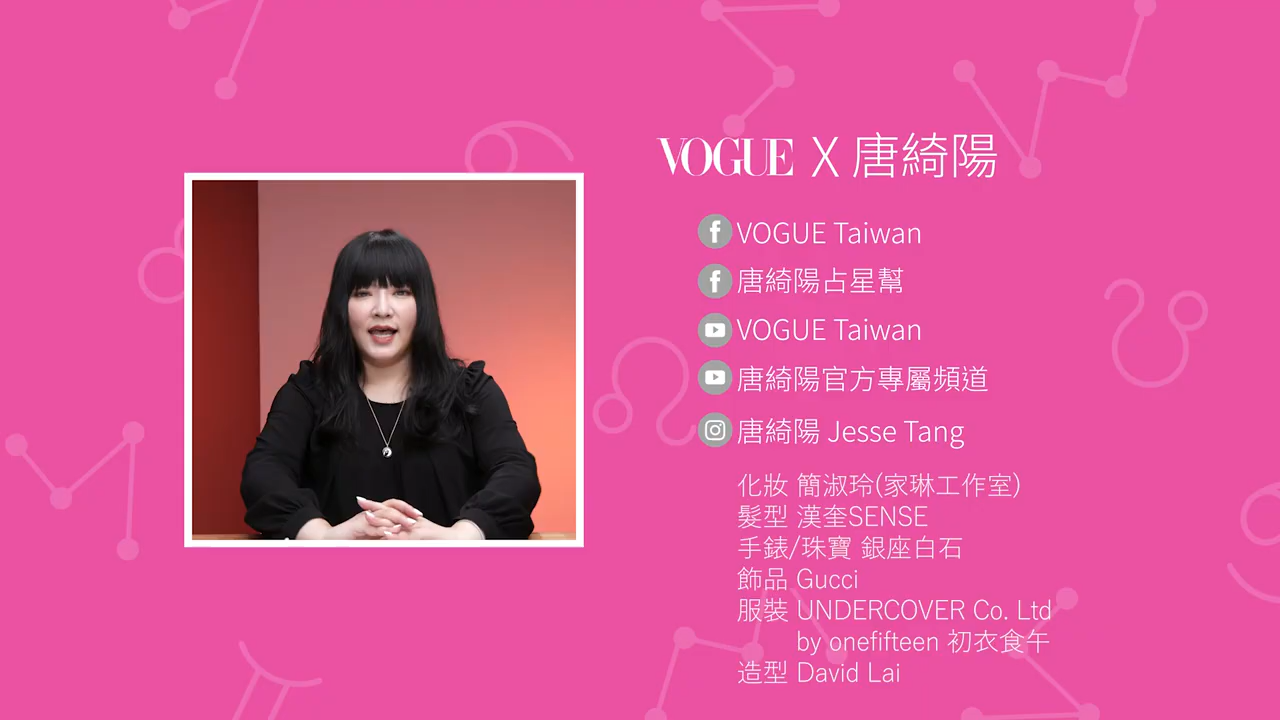 VOGUE X 唐綺陽
VOGUE Taiwan
唐綺陽占星幫
VOGUE Taiwan
唐綺陽官方專屬頻道
唐綺陽 Jesse Tang
化妝 簡淑玲(家琳工作室)
髮型 漢奎SENSE
手錶/珠寶 銀座白石
飾品 Gucci
服裝 UNDERCOVER Co. Ltd
by onefifteen 初衣食午
造型 David Lai